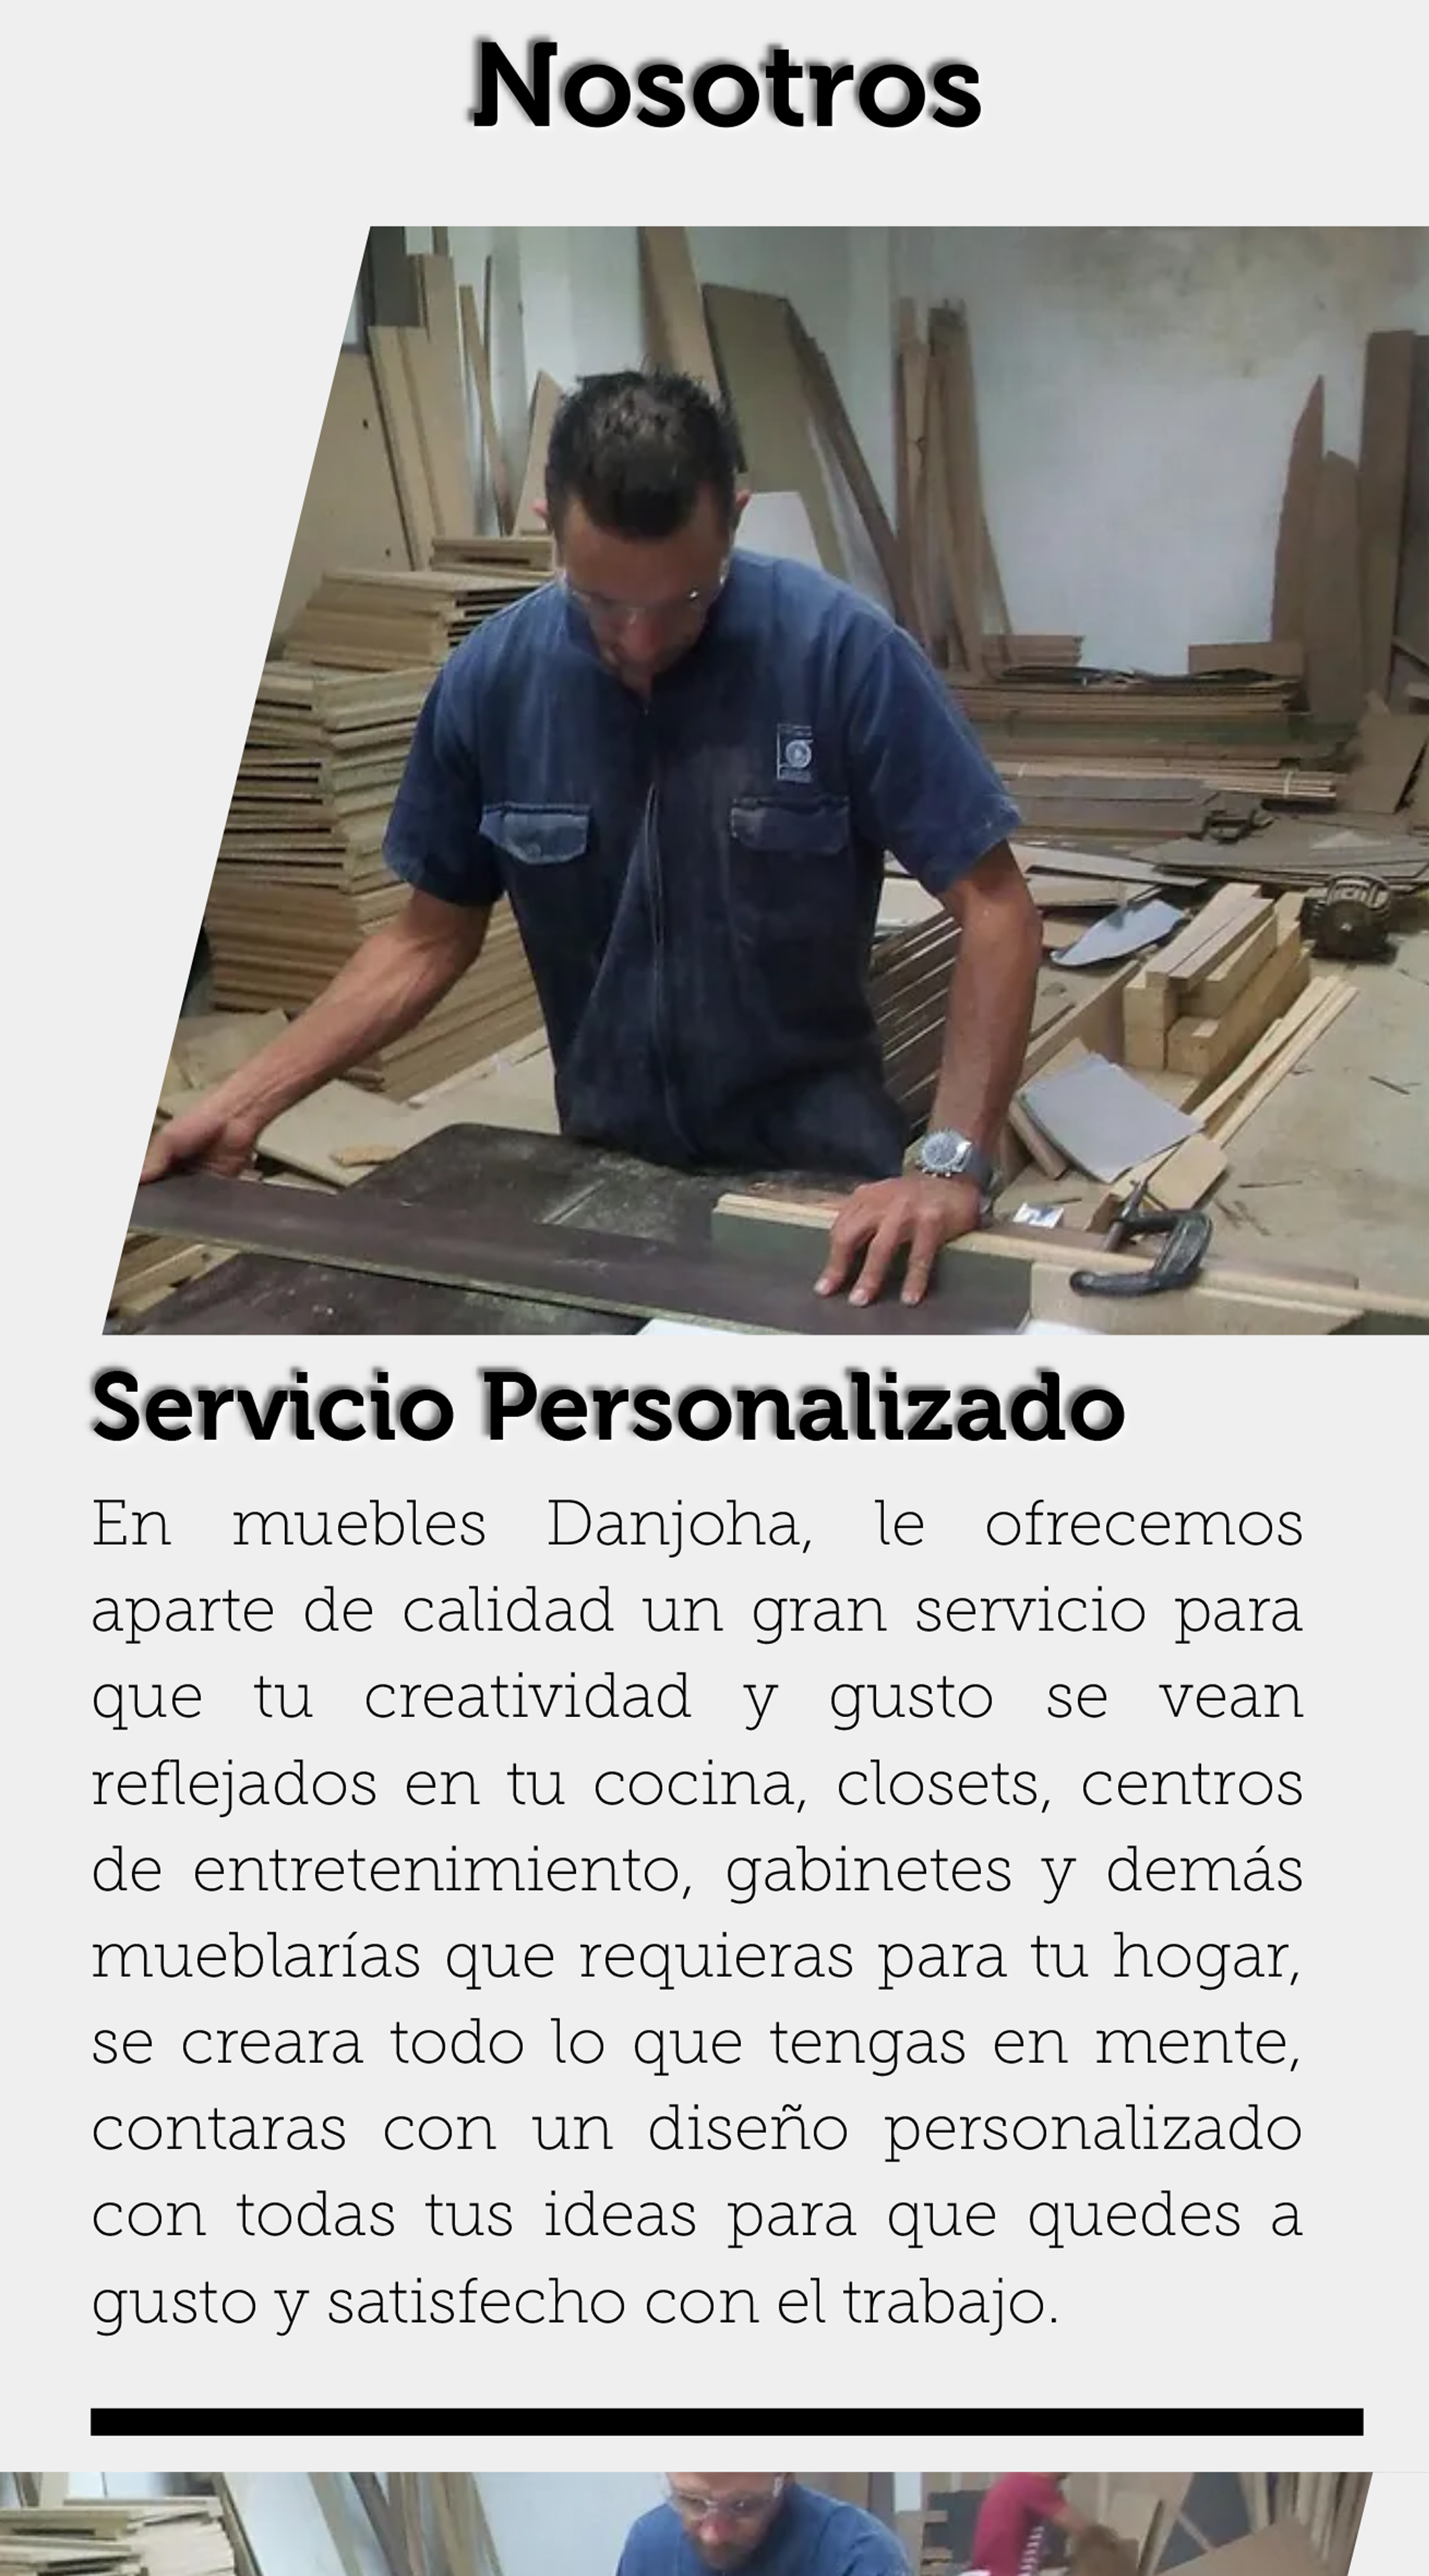 Nosotros
Servicio Personalizado
En muebles Danjoha, le ofrecemos
aparte de calidad un gran servicio para
que tu creatividad y gusto se vean
reflejados en tu cocina, closets, centros
de entretenimiento, gabinetes y demás
mueblarías que requieras para tu hogar,
se creara todo lo que tengas en mente,
contaras con un diseño personalizado
con todas tus ideas para que quedes a
gusto y satisfecho con el trabajo.